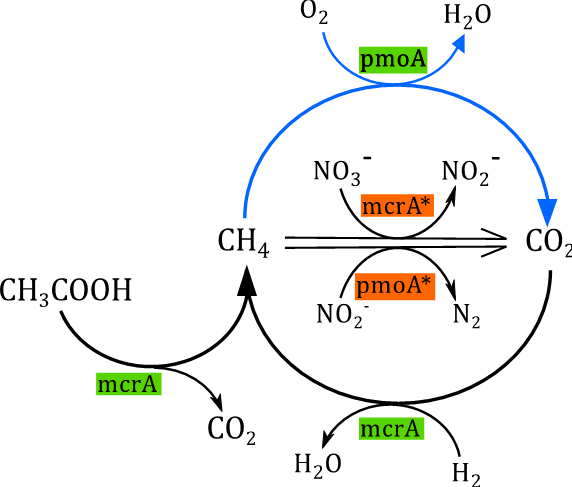 O₂ H₂O
pmoA
NO₃⁻ NO₂⁻
mcrA*
CH₄ CO₂
pmoA*
CH₃COOH
NO₂⁻ N₂
mcrA
CO₂
mcrA
H₂O H₂